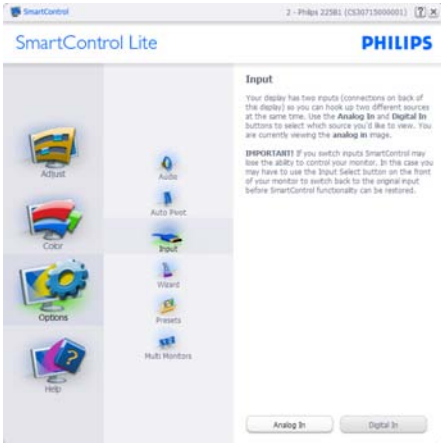 SmartControl
2 - Philips 225B1 (CS30715000001)
SmartControl Lite
PHILIPS
Adjust
Color
Options
Help
Audio
Auto Pivot
Input
Wizard
Presets
Multi Monitors
Input
Your display has two inputs (connections on back of
this display) so you can hook up two different sources
at the same time. Use the Analog In and Digital In
buttons to select which source you'd like to view. You
are currently viewing the analog in image.
IMPORTANT! If you switch inputs SmartControl may
lose the ability to control your monitor. In this case you
may have to use the Input Select button on the front
of your monitor to switch back to the original input
before SmartControl functionality can be restored.
Analog In
Digital In